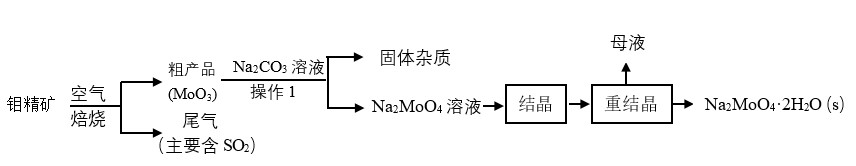 钼精矿
空气
焙烧
粗产品
(MoO₃)
尾气
(主要含 SO₂)
Na₂CO₃ 溶液
操作 1
固体杂质
Na₂MoO₄ 溶液
结晶
母液
重结晶
Na₂MoO₄·2H₂O (s)